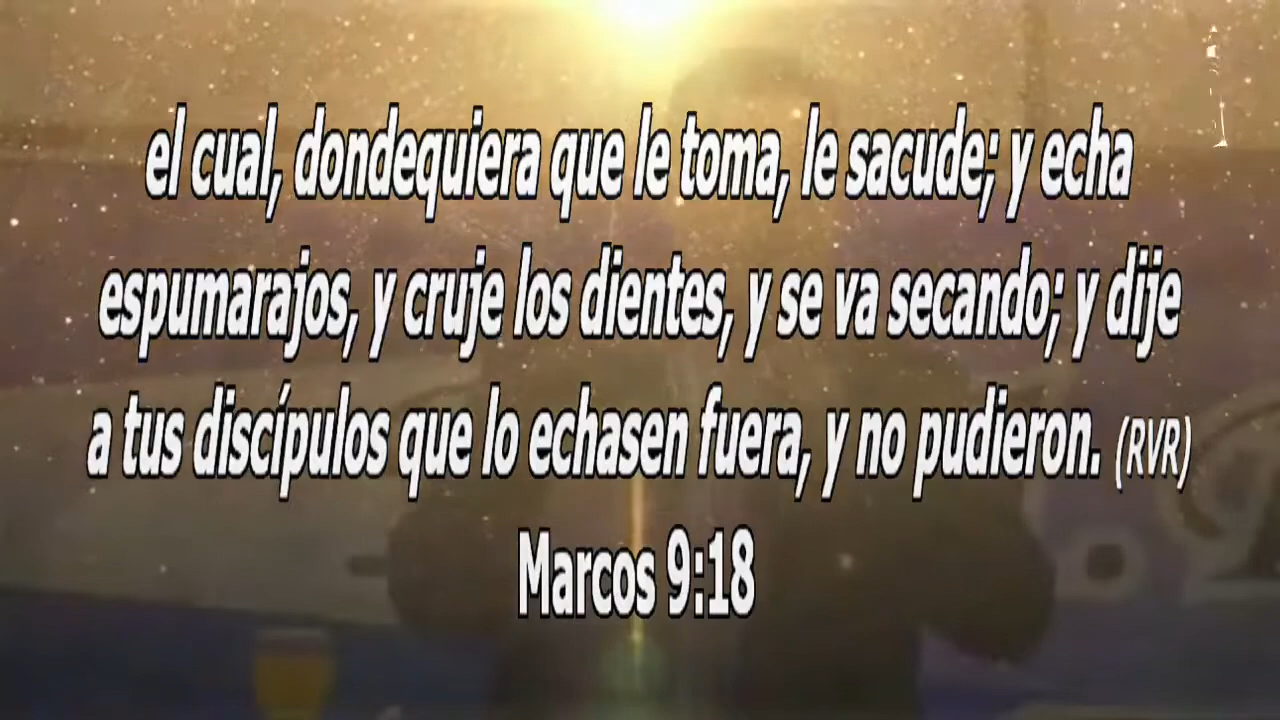 el cual, dondequiera que le toma, le sacude; y echa
espumarajos, y cruje los dientes, y se va secando; y dije
a tus discípulos que lo echasen fuera, y no pudieron. (RVR)
Marcos 9:18